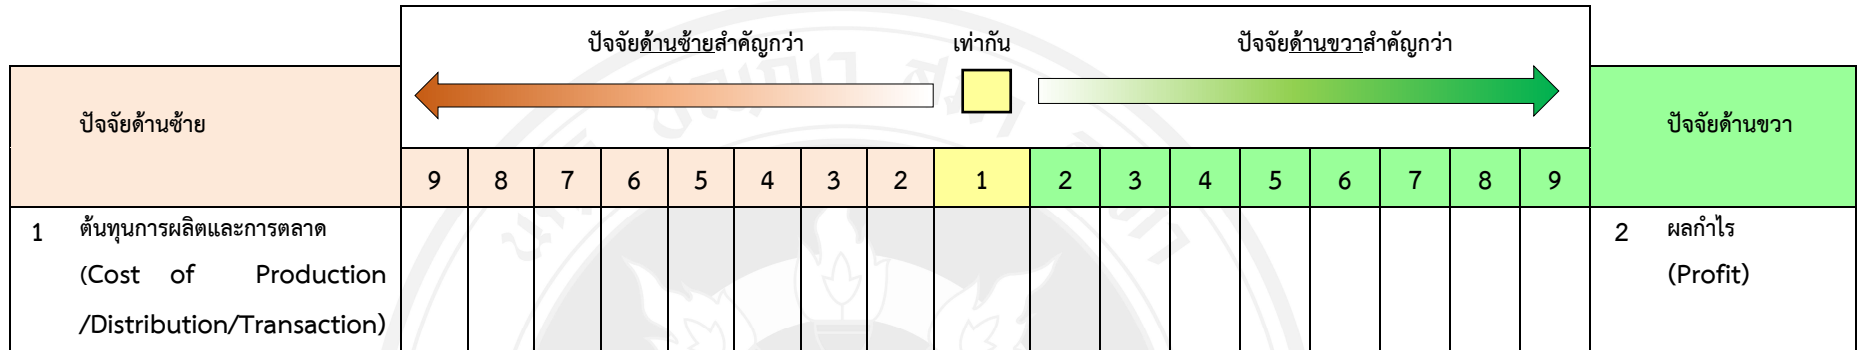 ปัจจัยด้านซ้ายสำคัญกว่า เท่ากัน ปัจจัยด้านขวาสำคัญกว่า
ปัจจัยด้านซ้าย ปัจจัยด้านขวา
9 8 7 6 5 4 3 2 1 2 3 4 5 6 7 8 9
1 ต้นทุนการผลิตและการตลาด 2 ผลกำไร
(Cost of Production (Profit)
/Distribution/Transaction)